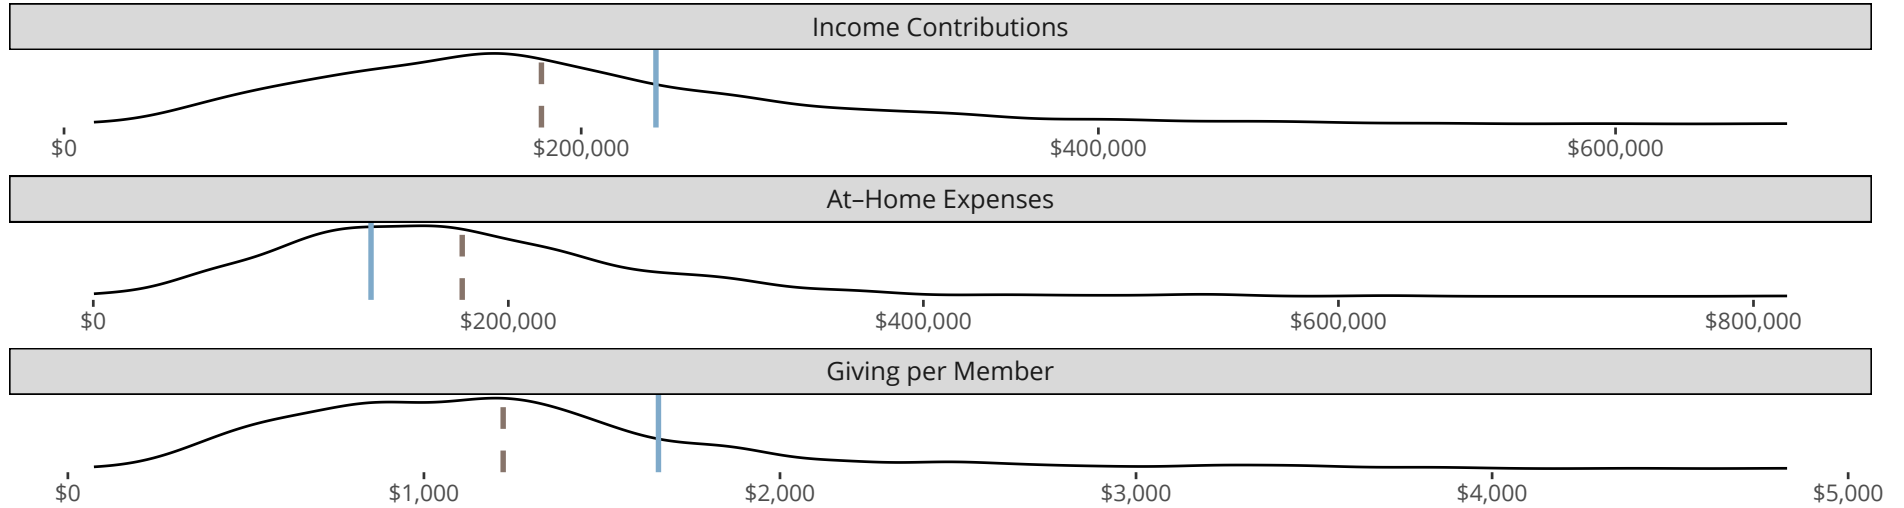 Income Contributions
$0 $200,000 $400,000 $600,000
At–Home Expenses
$0 $200,000 $400,000 $600,000 $800,000
Giving per Member
$0 $1,000 $2,000 $3,000 $4,000 $5,000